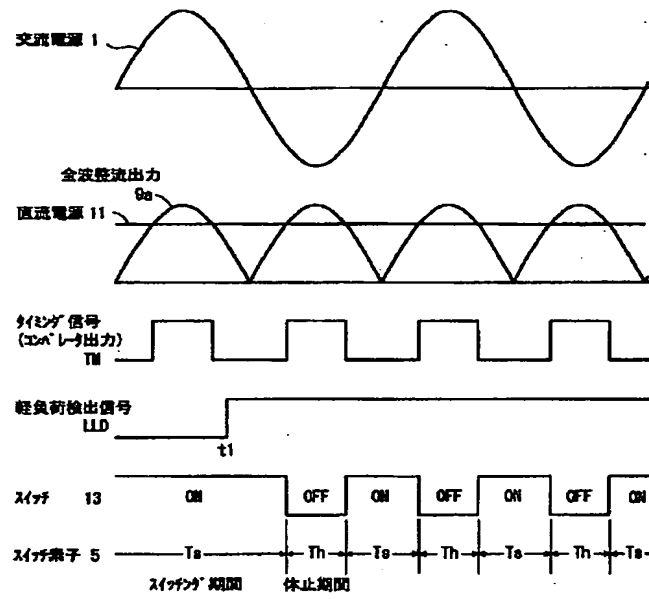 交流電源 1
全波整流出力
9a
直流電源 11
タイミング信号
(コンパレータ出力)
TM
軽負荷検出信号
LLD
t1
スイッチ 13
ON OFF ON OFF ON OFF ON
スイッチ素子 5
Ts Th Ts Th Ts Th Ts
スイッチング期間 休止期間